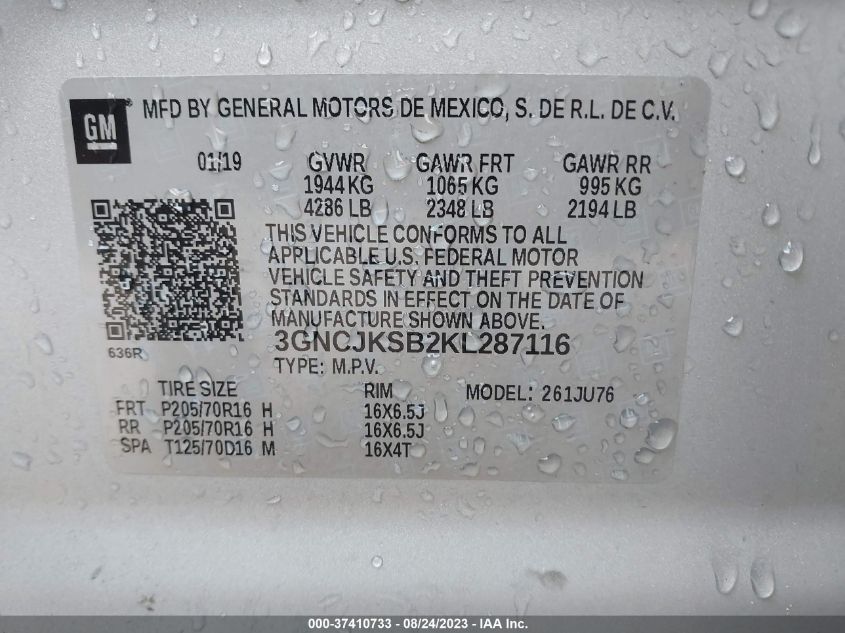 GM
MFD BY GENERAL MOTORS DE MEXICO, S. DE R.L. DE C.V.
01/19 GVWR GAWR FRT GAWR RR
1944 KG 1065 KG 995 KG
4286 LB 2348 LB 2194 LB
THIS VEHICLE CONFORMS TO ALL
APPLICABLE U.S. FEDERAL MOTOR
VEHICLE SAFETY AND THEFT PREVENTION
STANDARDS IN EFFECT ON THE DATE OF
MANUFACTURE SHOWN ABOVE.
636R 3GNCJKSB2KL287116
TYPE: M.P.V.
TIRE SIZE RIM MODEL: 261JU76
FRT P205/70R16 H 16X6.5J
RR P205/70R16 H 16X6.5J
SPA T125/70D16 M 16X4T
000-37410733 - 08/24/2023 - IAA Inc.